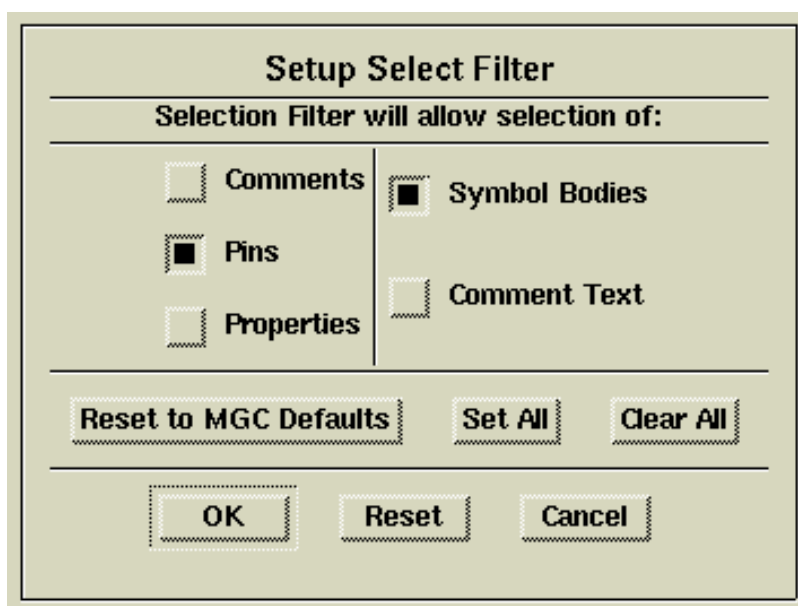 Setup Select Filter
Selection Filter will allow selection of:
Comments
Pins
Properties
Symbol Bodies
Comment Text
Reset to MGC Defaults Set All Clear All
OK Reset Cancel